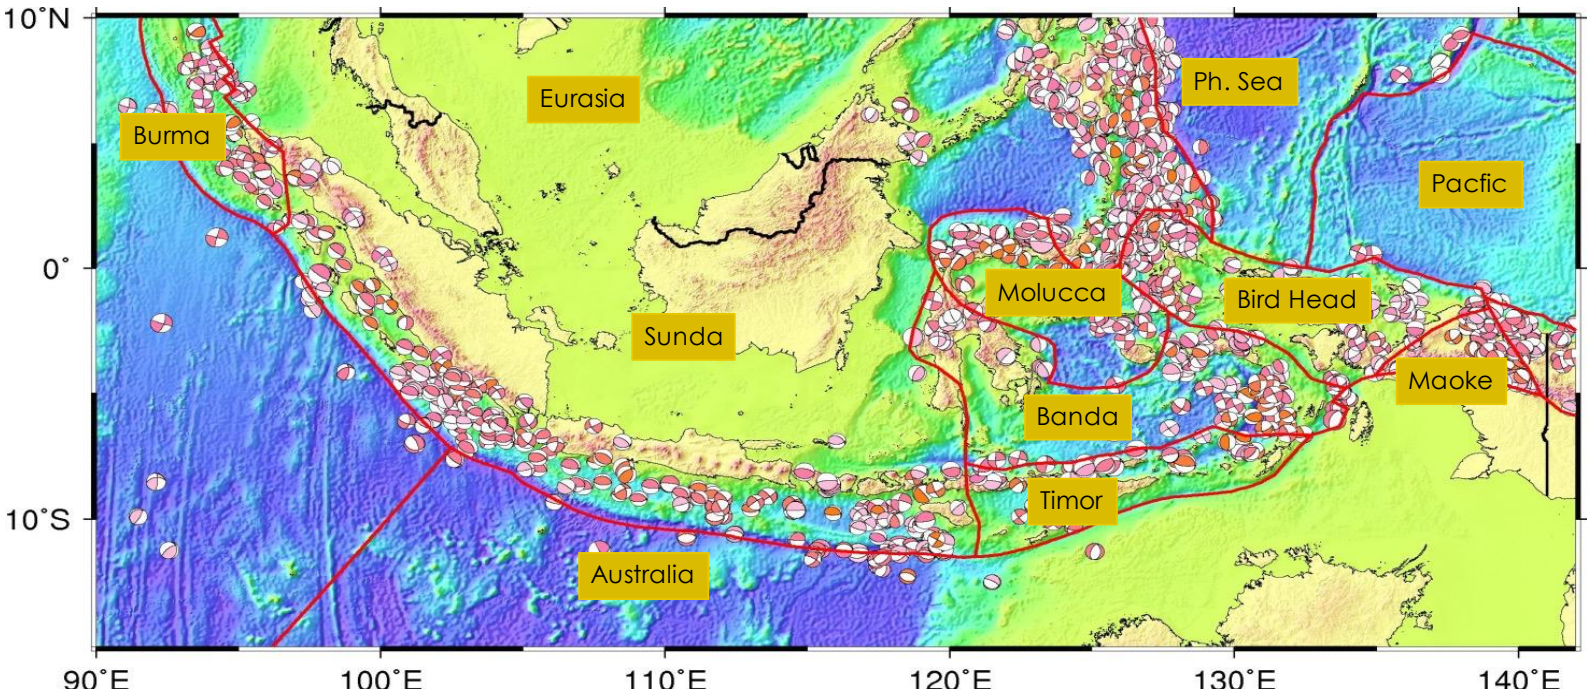 10˚N
Eurasia
Ph. Sea
Burma
Pacfic
0˚
Molucca
Bird Head
Sunda
Maoke
Banda
Timor
10˚S
Australia
90˚E
100˚E
110˚E
120˚E
130˚E
140˚E